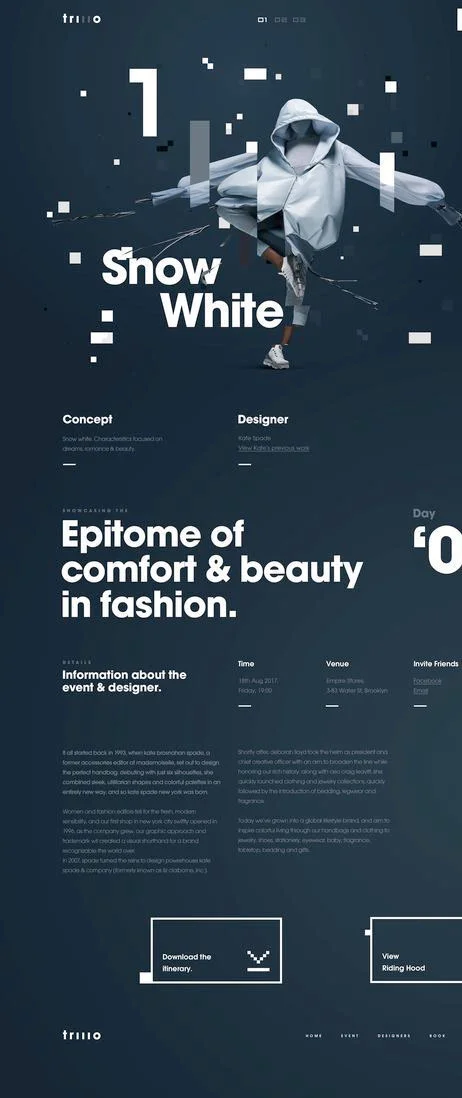 trillo
01 02 03
1
Snow
White
Concept
Snow white. Characteristics focused on
dreams, romance & beauty.
Designer
Kate Spade
View Kate's previous work
SHOWCASING THE
Epitome of
comfort & beauty
in fashion.
Day
‘0
DETAILS
Information about the
event & designer.
Time
18th Aug 2017,
Friday, 19:00
Venue
Empire Stores,
3-83 Water St, Brooklyn
Invite Friends
Facebook
Email
It all started back in 1993, when kate brosnahan spade, a
former accessories editor at mademoiselle, set out to design
the perfect handbag. debuting with just six silhouettes, she
combined sleek, utilitarian shapes and colorful palettes in an
entirely new way, and so kate spade new york was born.
Women and fashion editors fell for the fresh, modern
sensibility, and our first shop in new york city swiftly opened in
1996. as the company grew, our graphic approach and
trademark wit created a visual shorthand for a brand
recognizable the world over.
In 2007, spade turned the reins to design powerhouse kate
spade & company (formerly known as liz claiborne, inc.).
Shortly after, deborah lloyd took the helm as president and
chief creative officer with an aim to broaden the line while
honoring our rich history. along with ceo craig leavitt, she
quickly launched clothing and jewelry collections, quickly
followed by the introduction of bedding, legwear and
fragrance.
Today we've grown into a global lifestyle brand, and aim to
inspire colorful living through our handbags and clothing to
jewelry, shoes, stationery, eyewear, baby, fragrance,
tabletop, bedding and gifts.
Download the
itinerary.
View
Riding Hood
trillo
HOME EVENT DESIGNERS BOOK